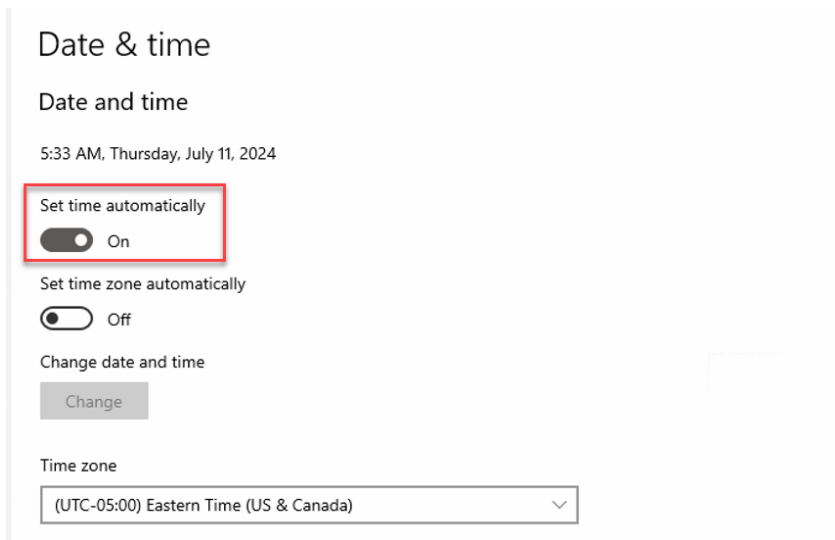 Date & time
Date and time
5:33 AM, Thursday, July 11, 2024
Set time automatically
On
Set time zone automatically
Off
Change date and time
Change
Time zone
(UTC-05:00) Eastern Time (US & Canada)